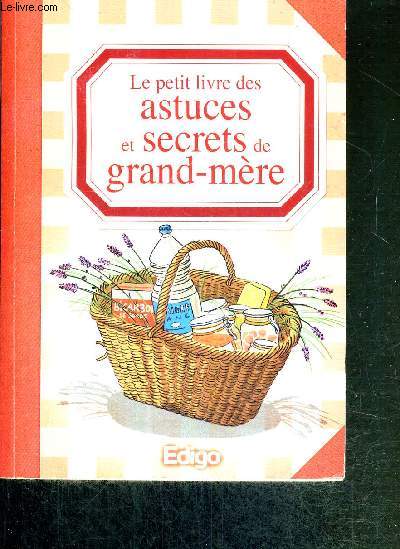 Le-livre.com
Le petit livre des
astuces
et secrets de
grand-mère
Edigo